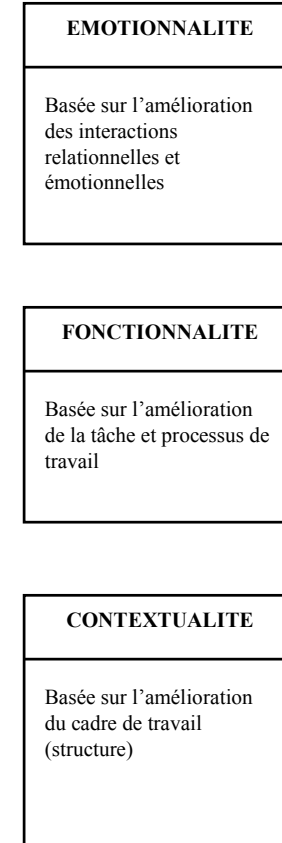 EMOTIONNALITE
Basée sur l’amélioration
des interactions
relationnelles et
émotionnelles
FONCTIONNALITE
Basée sur l’amélioration
de la tâche et processus de
travail
CONTEXTUALITE
Basée sur l’amélioration
du cadre de travail
(structure)